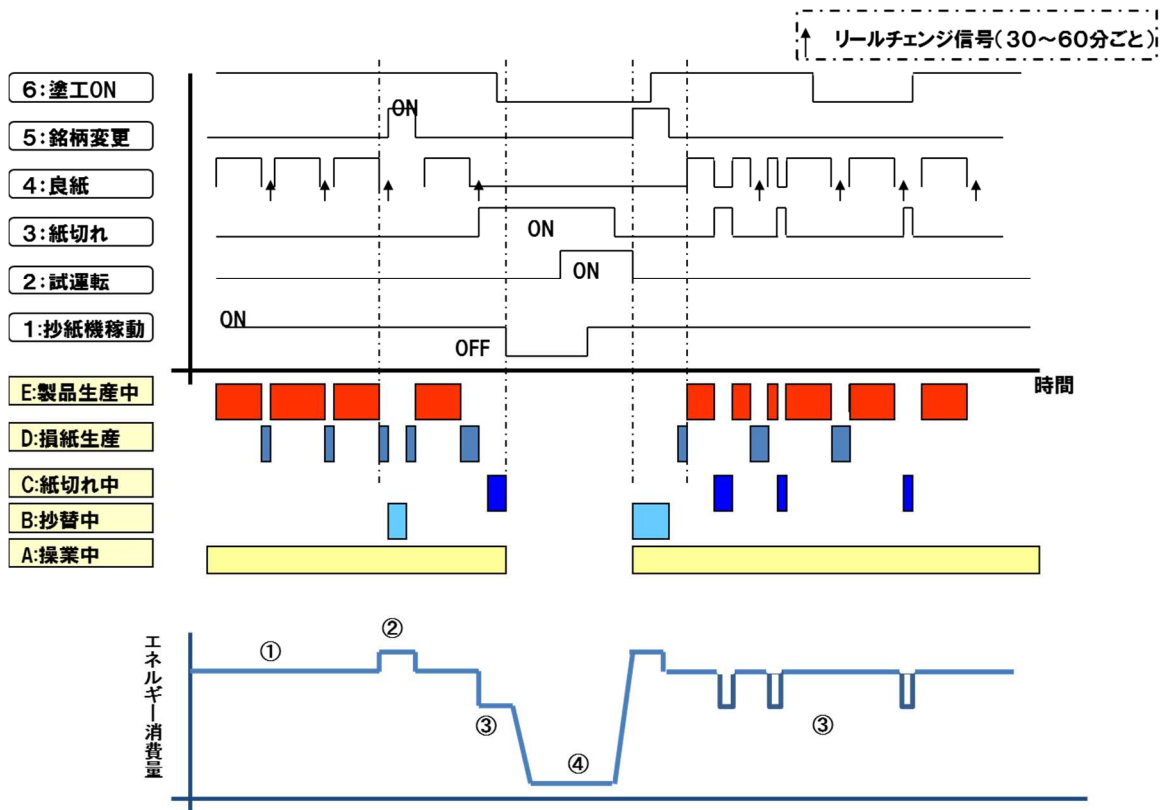 リールチェンジ信号(30～60分ごと)
6:塗工ON
5:銘柄変更
ON
4:良紙
3:紙切れ
ON
2:試運転
ON
1:抄紙機稼動
ON
OFF
時間
E:製品生産中
D:損紙生産
C:紙切れ中
B:抄替中
A:操業中
エネルギー消費量
①
②
③
④
③